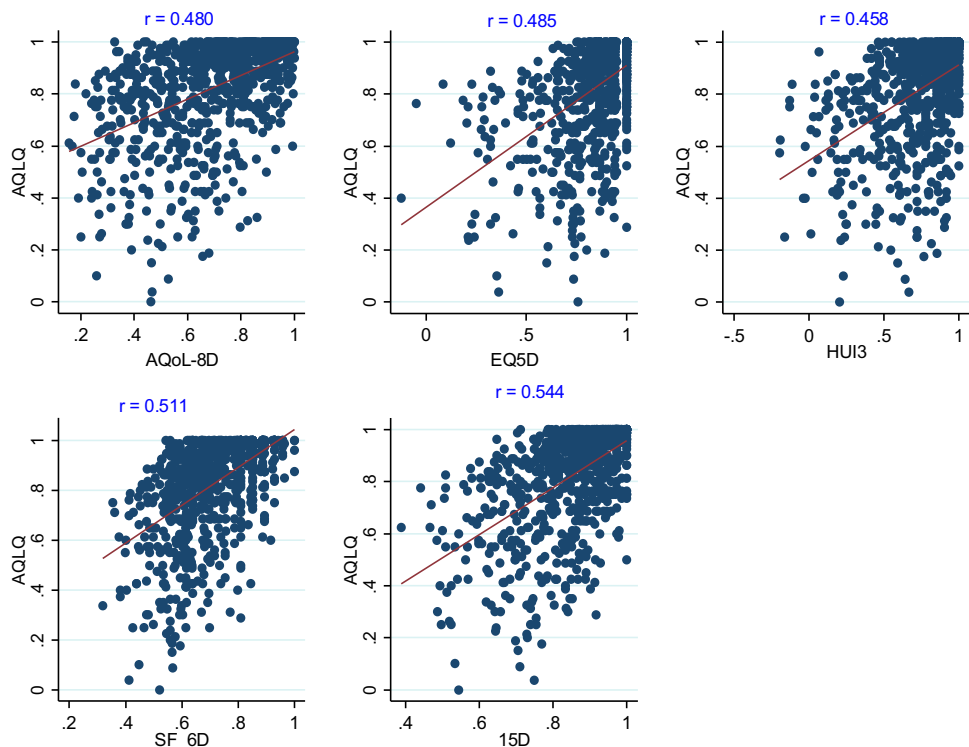 r = 0.480
AQLQ
0 .2 .4 .6 .8 1
.2 .4 .6 .8 1
AQoL-8D
r = 0.485
AQLQ
0 .2 .4 .6 .8 1
0 .5 1
EQ5D
r = 0.458
AQLQ
0 .2 .4 .6 .8 1
-.5 0 .5 1
HUI3
r = 0.511
AQLQ
0 .2 .4 .6 .8 1
.2 .4 .6 .8 1
SF_6D
r = 0.544
AQLQ
0 .2 .4 .6 .8 1
.4 .6 .8 1
15D